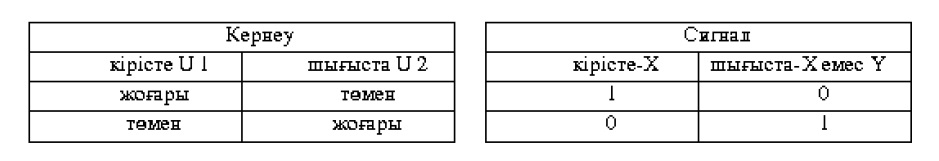 Кернеу
кірісте U 1 шығыста U 2
жоғары төмен
төмен жоғары
Сигнал
кірісте-X шығыста-X емес Y
1 0
0 1